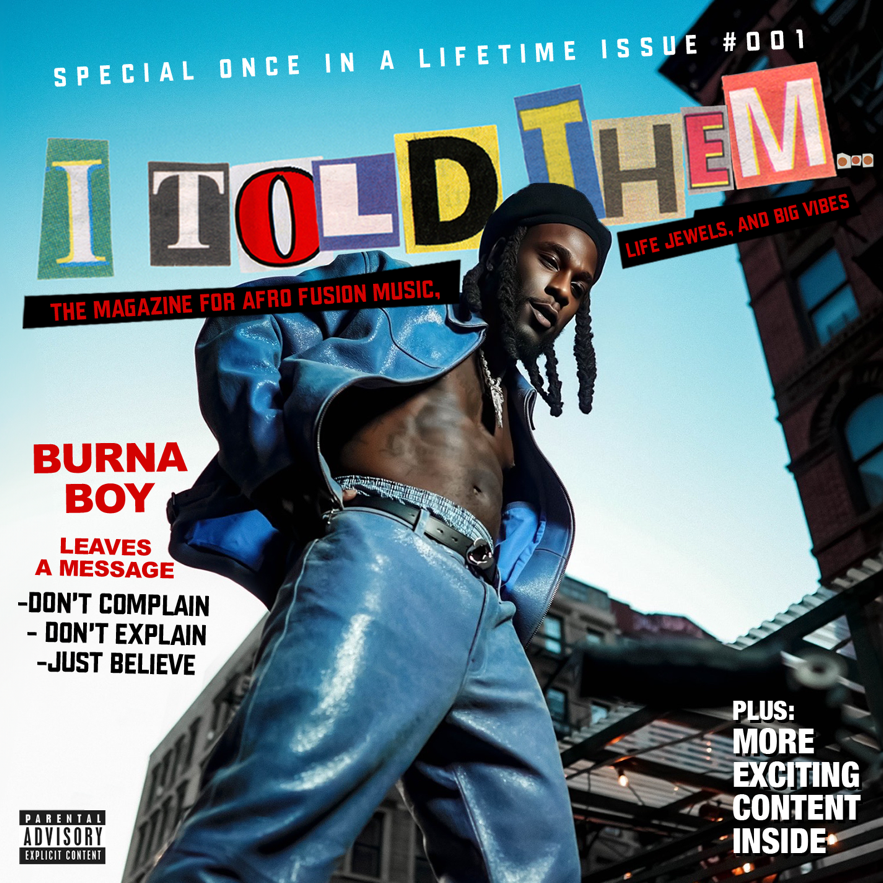 SPECIAL ONCE IN A LIFETIME ISSUE #001
I TOLD THEM...
THE MAGAZINE FOR AFRO FUSION MUSIC,
LIFE JEWELS, AND BIG VIBES
BURNA
BOY
LEAVES
A MESSAGE
-DON'T COMPLAIN
- DON'T EXPLAIN
-JUST BELIEVE
PLUS:
MORE
EXCITING
CONTENT
INSIDE
PARENTAL
ADVISORY
EXPLICIT CONTENT